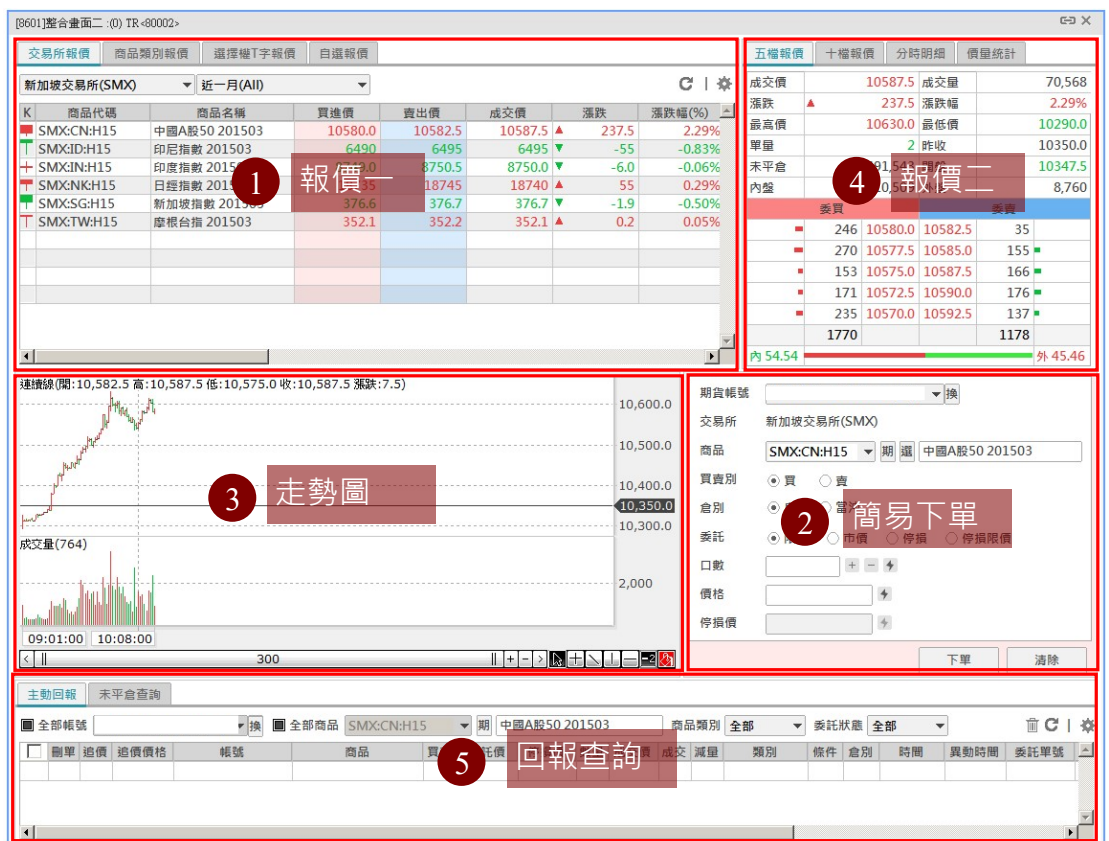 [8601]整合畫面二 :(0) TR<80002>
交易所報價 商品類別報價 選擇權T字報價 自選報價
新加坡交易所(SMX) 近一月(All)
K 商品代碼 商品名稱 買進價 賣出價 成交價 漲跌 漲跌幅(%)
SMX:CN:H15 中國A股50 201503 10580.0 10582.5 10587.5 ▲ 237.5 2.29%
SMX:ID:H15 印尼指數 201503 6490 6495 6495 ▼ -55 -0.83%
SMX:IN:H15 印度指數 8750.5 8750.0 ▼ -6.0 -0.06%
SMX:NK:H15 日經指數 18745 18740 ▲ 55 0.29%
SMX:SG:H15 新加坡指數 201503 376.6 376.7 376.7 ▼ -1.9 -0.50%
SMX:TW:H15 摩根台指 201503 352.1 352.2 352.1 ▲ 0.2 0.05%
1 報價一
五檔報價 十檔報價 分時明細 價量統計
成交價 10587.5 成交量 70,568
漲跌 ▲ 237.5 漲跌幅 2.29%
最高價 10630.0 最低價 10290.0
單量 2 昨收 10350.0
未平倉 10347.5
內盤 8,760
4 報價二
委買 委賣
246 10580.0 10582.5 35
270 10577.5 10585.0 155
153 10575.0 10587.5 166
171 10572.5 10590.0 176
235 10570.0 10592.5 137
1770 1178
內 54.54 外 45.46
連續線(開:10,582.5 高:10,587.5 低:10,575.0 收:10,587.5 漲跌:7.5)
10,600.0
10,500.0
10,400.0
10,350.0
10,300.0
3 走勢圖
成交量(764)
2,000
09:01:00 10:08:00
300
期貨帳號 換
交易所 新加坡交易所(SMX)
商品 SMX:CN:H15 期 選 中國A股50 201503
買賣別 買 賣
倉別
委託 市價 停損 停損限價
2 簡易下單
口數 + −
價格
停損價
下單 清除
主動回報 未平倉查詢
全部帳號 換 全部商品 SMX:CN:H15 期 中國A股50 201503 商品類別 全部 委託狀態 全部
刪單 追價 追價價格 帳號 商品 成交 減量 類別 條件 倉別 時間 異動時間 委託單號
5 回報查詢